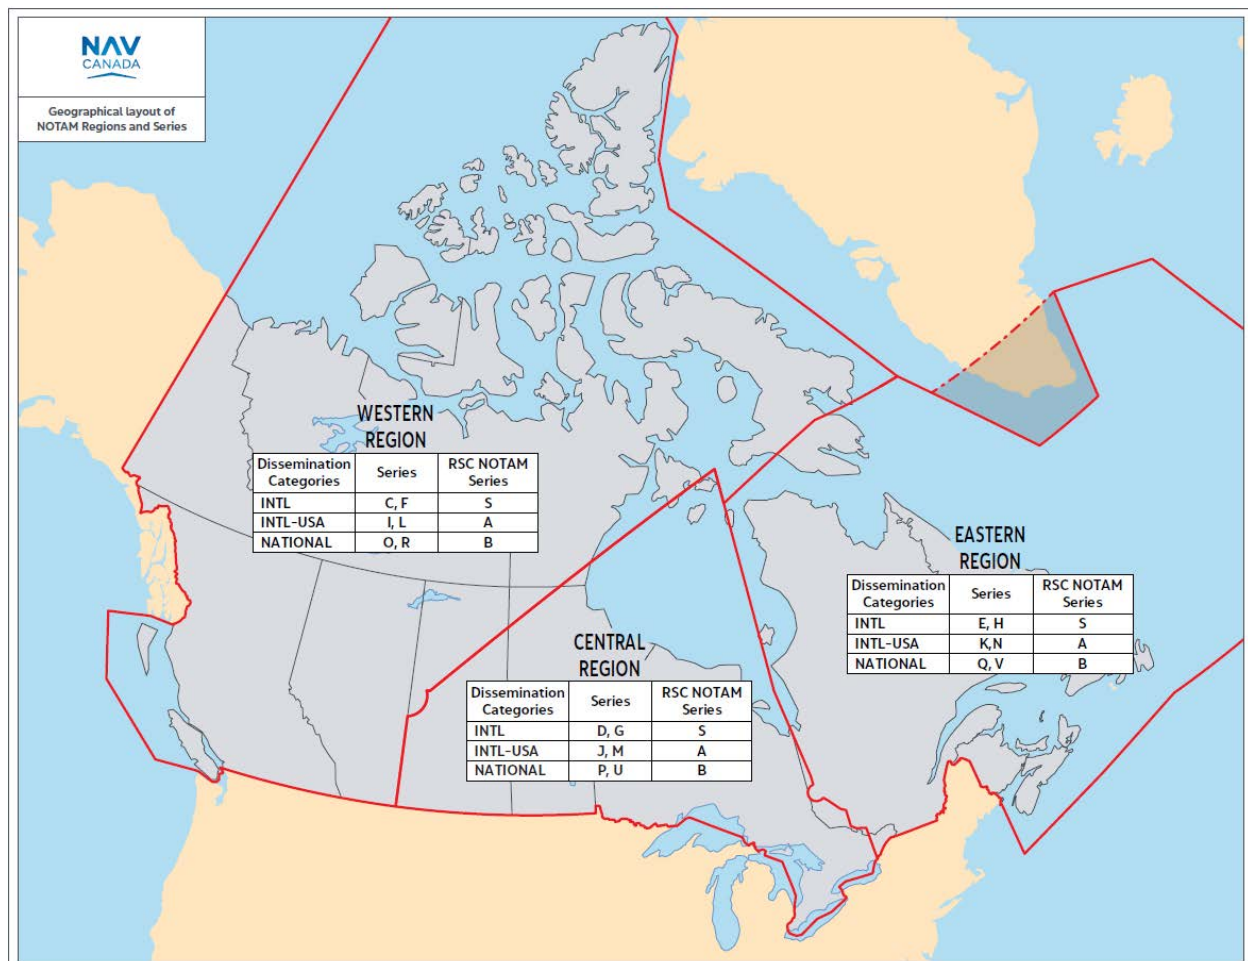 NAV
CANADA
Geographical layout of
NOTAM Regions and Series
WESTERN
REGION
Dissemination Categories Series RSC NOTAM Series
INTL C, F S
INTL-USA I, L A
NATIONAL O, R B
EASTERN
REGION
Dissemination Categories Series RSC NOTAM Series
INTL E, H S
INTL-USA K,N A
NATIONAL Q, V B
CENTRAL
REGION
Dissemination Categories Series RSC NOTAM Series
INTL D, G S
INTL-USA J, M A
NATIONAL P, U B